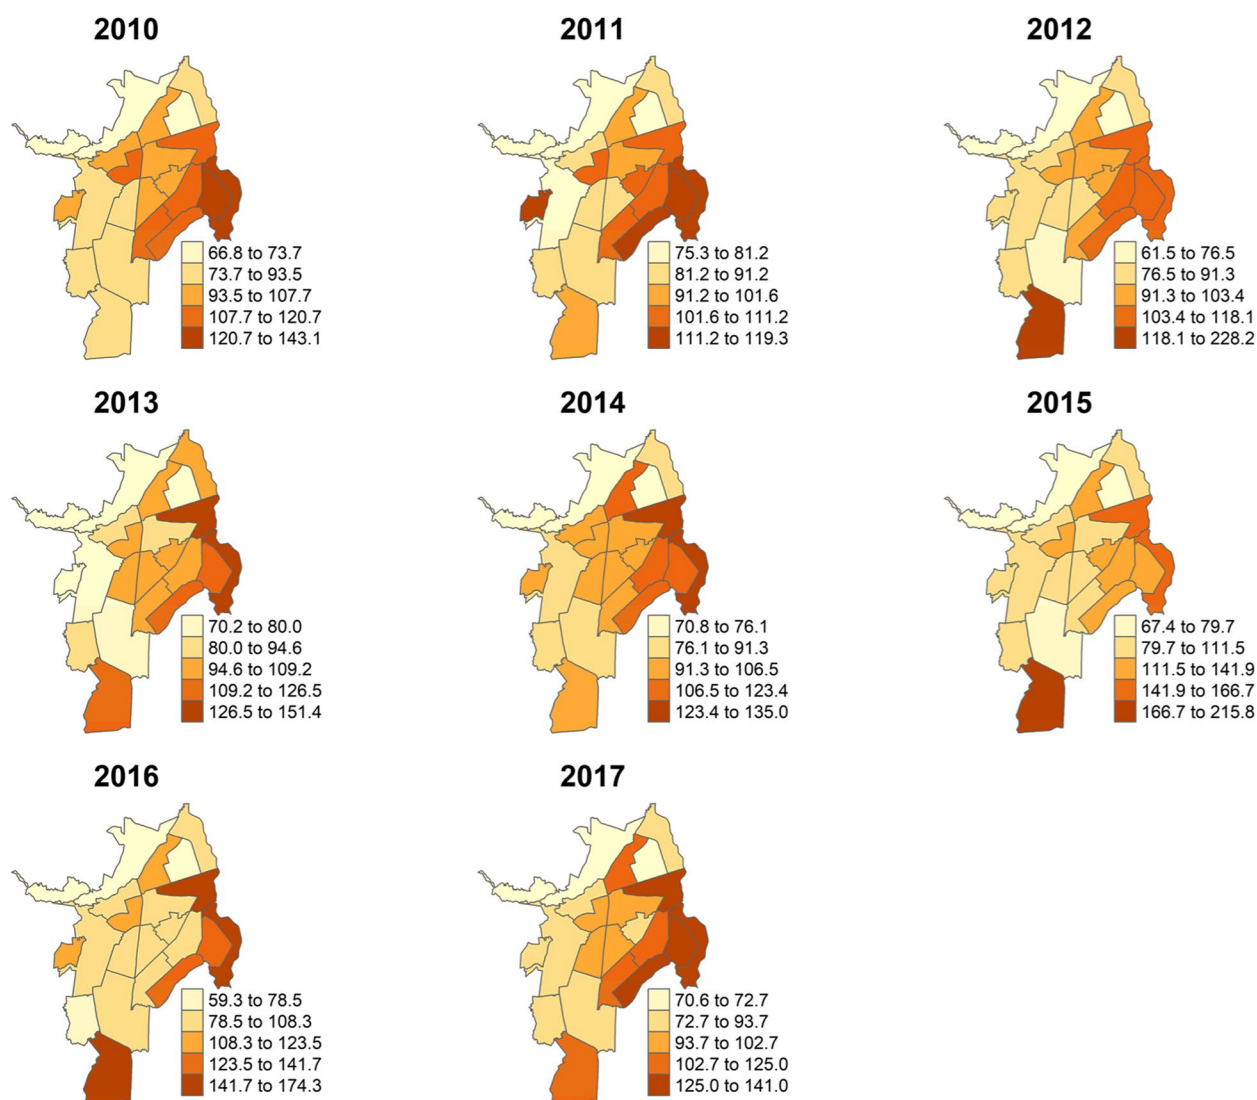 2010
66.8 to 73.7
73.7 to 93.5
93.5 to 107.7
107.7 to 120.7
120.7 to 143.1
2011
75.3 to 81.2
81.2 to 91.2
91.2 to 101.6
101.6 to 111.2
111.2 to 119.3
2012
61.5 to 76.5
76.5 to 91.3
91.3 to 103.4
103.4 to 118.1
118.1 to 228.2
2013
70.2 to 80.0
80.0 to 94.6
94.6 to 109.2
109.2 to 126.5
126.5 to 151.4
2014
70.8 to 76.1
76.1 to 91.3
91.3 to 106.5
106.5 to 123.4
123.4 to 135.0
2015
67.4 to 79.7
79.7 to 111.5
111.5 to 141.9
141.9 to 166.7
166.7 to 215.8
2016
59.3 to 78.5
78.5 to 108.3
108.3 to 123.5
123.5 to 141.7
141.7 to 174.3
2017
70.6 to 72.7
72.7 to 93.7
93.7 to 102.7
102.7 to 125.0
125.0 to 141.0